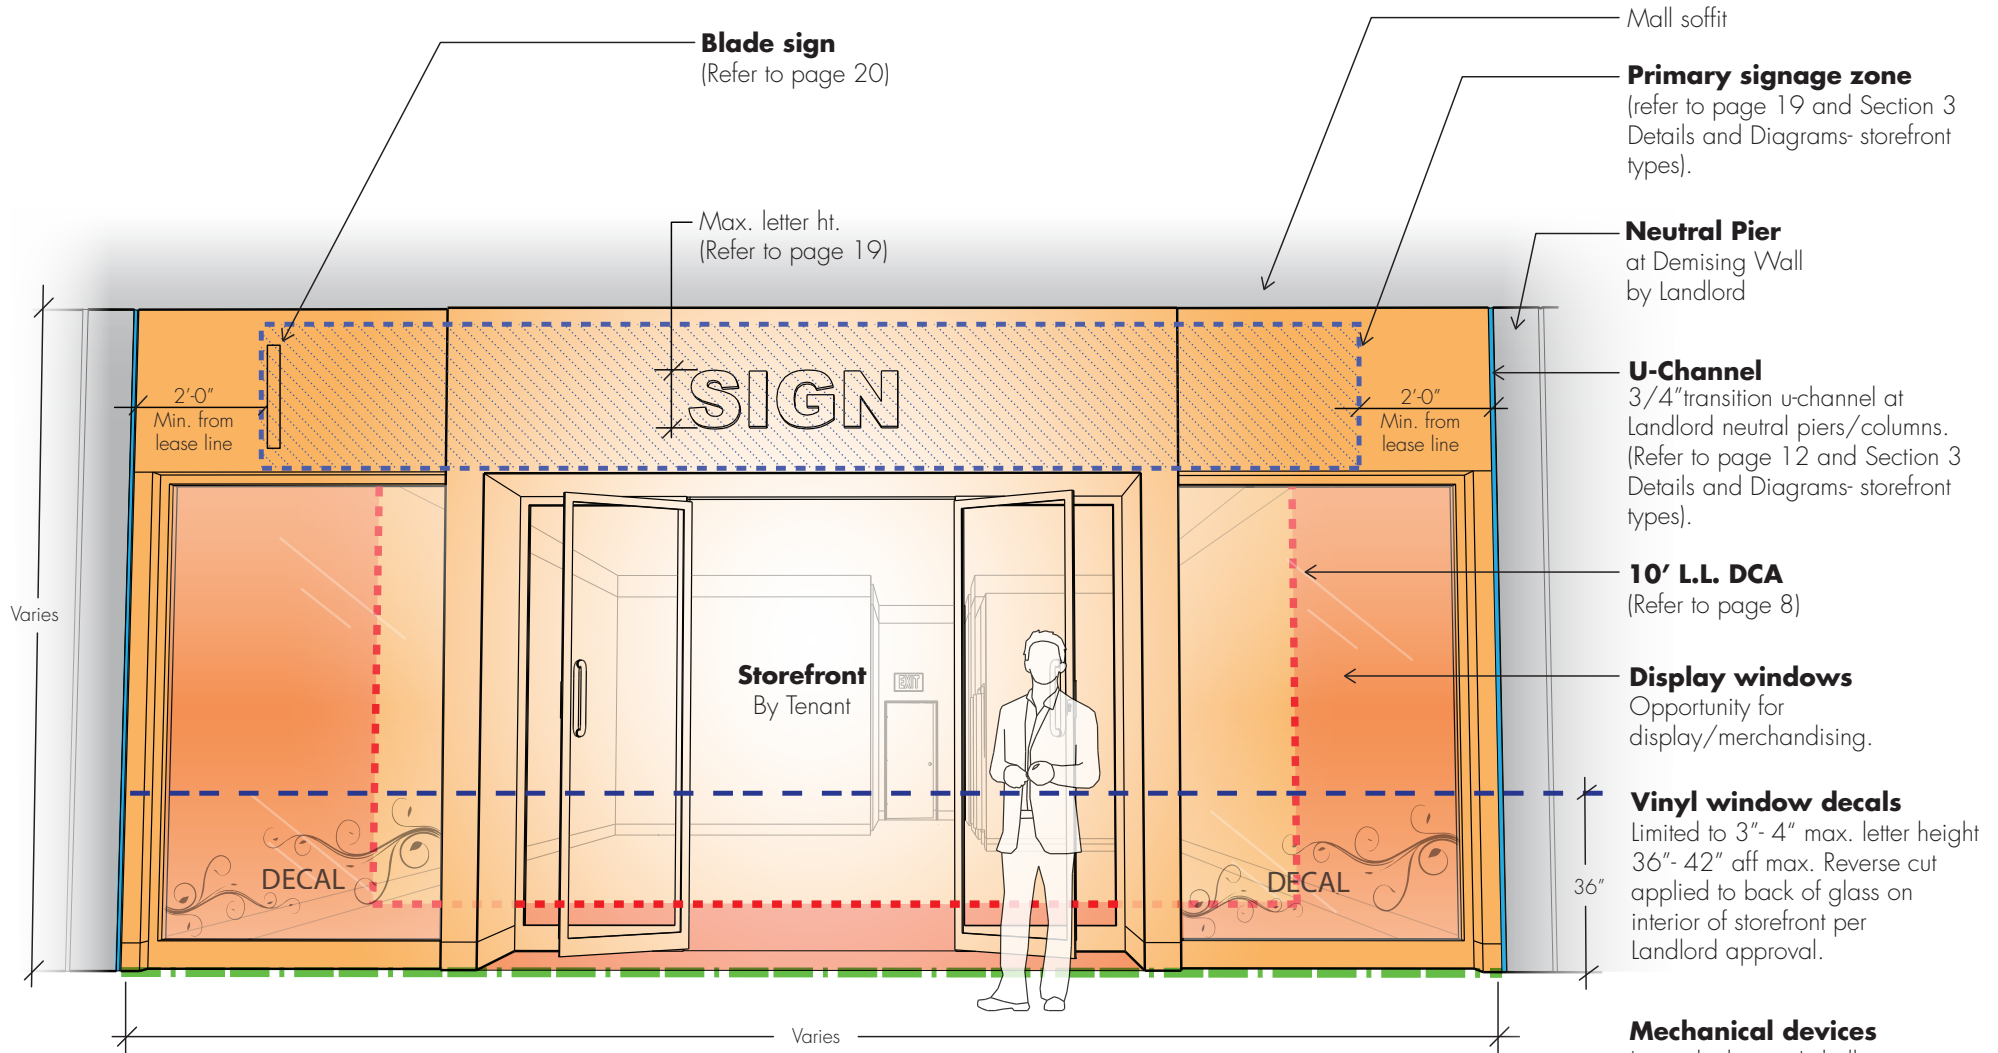 Mall soffit
Blade sign
(Refer to page 20)
Primary signage zone
(refer to page 19 and Section 3
Details and Diagrams- storefront
types).
Max. letter ht.
(Refer to page 19)
Neutral Pier
at Demising Wall
by Landlord
U-Channel
3/4"transition u-channel at
Landlord neutral piers/columns.
(Refer to page 12 and Section 3
Details and Diagrams- storefront
types).
SIGN
2'-0"
Min. from
lease line
2'-0"
Min. from
lease line
10' L.L. DCA
(Refer to page 8)
Varies
Storefront
By Tenant
EXIT
Display windows
Opportunity for
display/merchandising.
Vinyl window decals
Limited to 3"- 4" max. letter height
36"- 42" aff max. Reverse cut
applied to back of glass on
interior of storefront per
Landlord approval.
DECAL
DECAL
36"
Varies
Mechanical devices